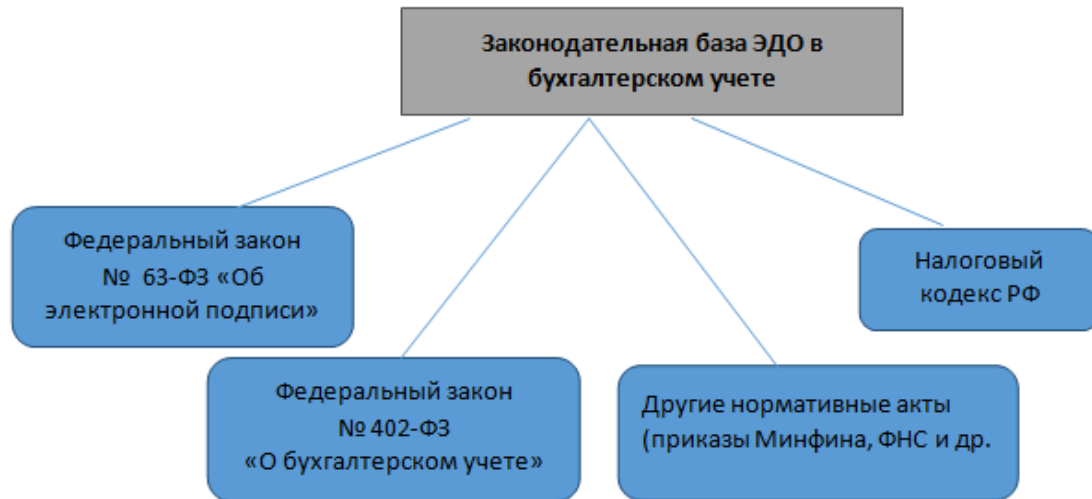 Законодательная база ЭДО в
бухгалтерском учете
Федеральный закон
№ 63-ФЗ «Об
электронной подписи»
Федеральный закон
№ 402-ФЗ
«О бухгалтерском учете»
Другие нормативные акты
(приказы Минфина, ФНС и др.
Налоговый
кодекс РФ